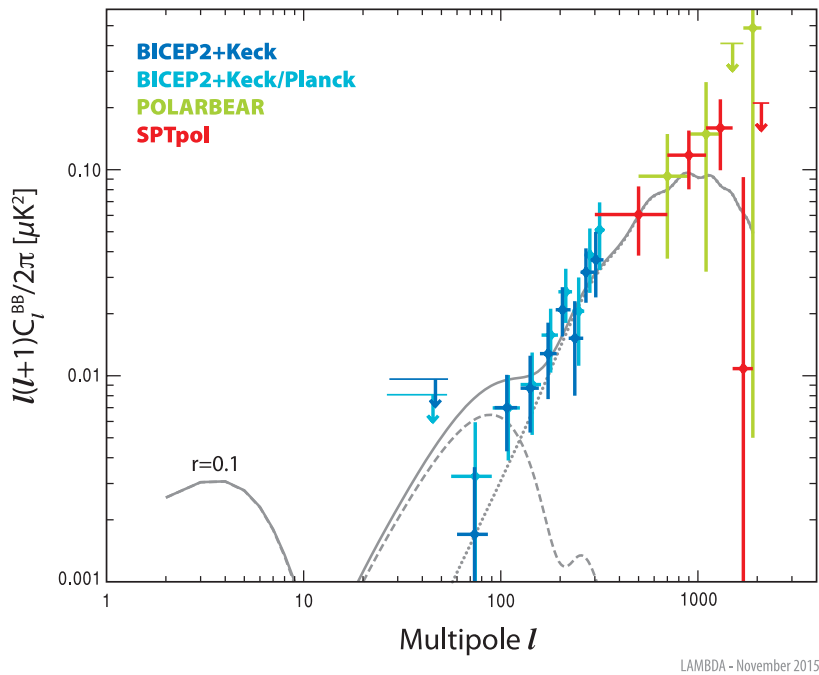 BICEP2+Keck
BICEP2+Keck/Planck
POLARBEAR
SPTpol
l(l+1)C_l^BB/2π [μK²]
0.10
0.01
0.001
r=0.1
1
10
100
1000
Multipole l
LAMBDA - November 2015